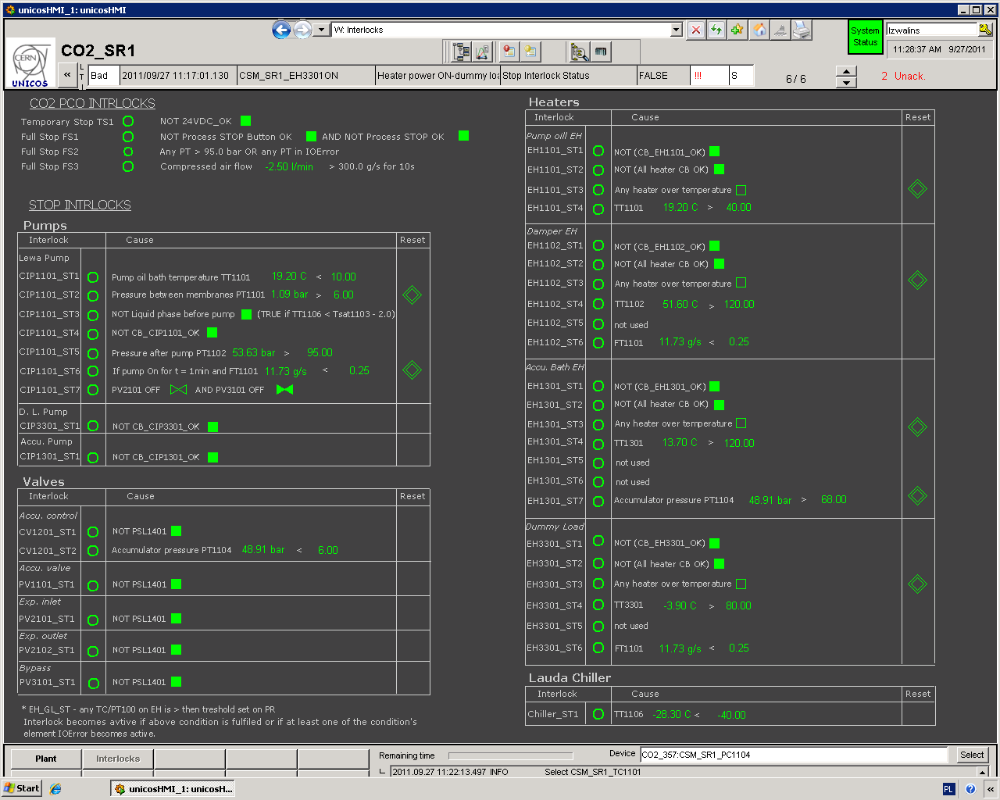 unicosHMI_1: unicosHMI
W: Interlocks
System Status
lzwalins
11:28:37 AM 9/27/2011
CERN
UNICOS
CO2_SR1
«
L
T
I
Bad 2011/09/27 11:17:01.130 CSM_SR1_EH3301ON Heater power ON-dummy loa Stop Interlock Status FALSE !!! S
6 / 6
2 Unack.
CO2 PCO INTRLOCKS
Temporary Stop TS1 NOT 24VDC_OK
Full Stop FS1 NOT Process STOP Button OK AND NOT Process STOP OK
Full Stop FS2 Any PT > 95.0 bar OR any PT in IOError
Full Stop FS3 Compressed air flow -2.50 l/min > 300.0 g/s for 10s
STOP INTRLOCKS
Pumps
Interlock Cause Reset
Lewa Pump
CIP1101_ST1 Pump oil bath temperature TT1101 19.20 C < 10.00
CIP1101_ST2 Pressure between membranes PT1101 1.09 bar > 6.00
CIP1101_ST3 NOT Liquid phase before pump (TRUE if TT1106 < Tsat1103 - 2.0)
CIP1101_ST4 NOT CB_CIP1101_OK
CIP1101_ST5 Pressure after pump PT1102 53.63 bar > 95.00
CIP1101_ST6 If pump On for t = 1min and FT1101 11.73 g/s < 0.25
CIP1101_ST7 PV2101 OFF AND PV3101 OFF
D. L. Pump
CIP3301_ST1 NOT CB_CIP3301_OK
Accu. Pump
CIP1301_ST1 NOT CB_CIP1301_OK
Valves
Interlock Cause Reset
Accu. control
CV1201_ST1 NOT PSL1401
CV1201_ST2 Accumulator pressure PT1104 48.91 bar < 6.00
Accu. valve
PV1101_ST1 NOT PSL1401
Exp. inlet
PV2101_ST1 NOT PSL1401
Exp. outlet
PV2102_ST1 NOT PSL1401
Bypass
PV3101_ST1 NOT PSL1401
* EH_GL_ST - any TC/PT100 on EH is > then treshold set on PR
Interlock becomes avtive if above condition is fulfiled or if at least one of the condition's
element IOError becomes active.
Heaters
Interlock Cause Reset
Pump oill EH
EH1101_ST1 NOT (CB_EH1101_OK)
EH1101_ST2 NOT (All heater CB OK)
EH1101_ST3 Any heater over temperature
EH1101_ST4 TT1101 19.20 C > 40.00
Damper EH
EH1102_ST1 NOT (CB_EH1102_OK)
EH1102_ST2 NOT (All heater CB OK)
EH1102_ST3 Any heater over temperature
EH1102_ST4 TT1102 51.60 C > 120.00
EH1102_ST5 not used
EH1102_ST6 FT1101 11.73 g/s < 0.25
Accu. Bath EH
EH1301_ST1 NOT (CB_EH1301_OK)
EH1301_ST2 NOT (All heater CB OK)
EH1301_ST3 Any heater over temperature
EH1301_ST4 TT1301 13.70 C > 120.00
EH1301_ST5 not used
EH1301_ST6 not used
EH1301_ST7 Accumulator pressure PT1104 48.91 bar > 68.00
Dummy Load
EH3301_ST1 NOT (CB_EH3301_OK)
EH3301_ST2 NOT (All heater CB OK)
EH3301_ST3 Any heater over temperature
EH3301_ST4 TT3301 -3.90 C > 80.00
EH3301_ST5 not used
EH3301_ST6 FT1101 11.73 g/s < 0.25
Lauda Chiller
Interlock Cause Reset
Chiller_ST1 TT1106 -28.30 C < -40.00
Plant Interlocks
Remaining time
Device CO2_357:CSM_SR1_PC1104 Select
2011.09.27 11:22:13.497 INFO Select CSM_SR1_TC1101
Start unicosHMI_1: unicosH... PL «